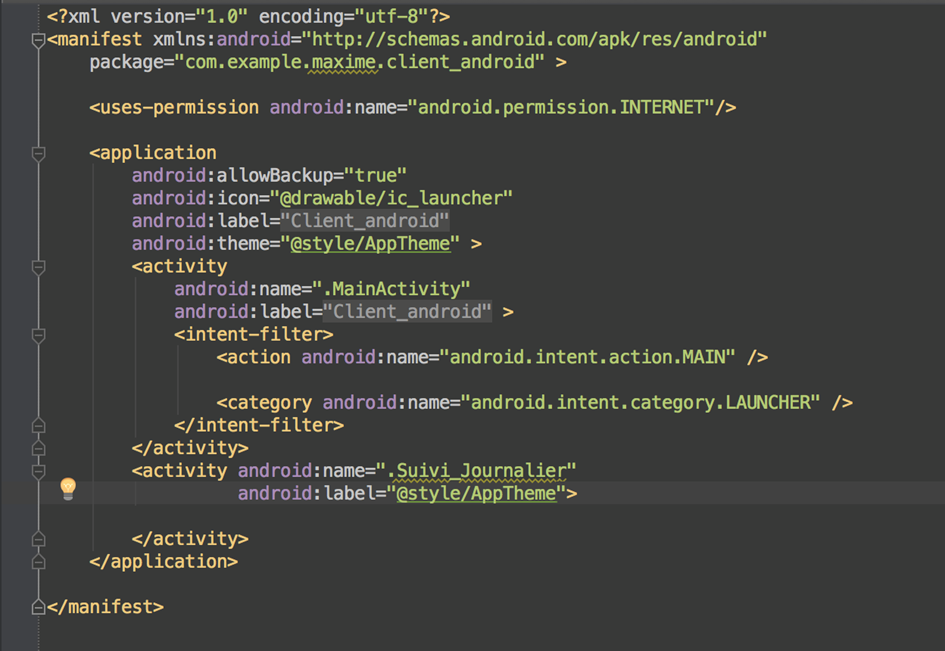 <?xml version="1.0" encoding="utf-8"?>
<manifest xmlns:android="http://schemas.android.com/apk/res/android"
    package="com.example.maxime.client_android" >
    <uses-permission android:name="android.permission.INTERNET"/>
    <application
        android:allowBackup="true"
        android:icon="@drawable/ic_launcher"
        android:label="Client_android"
        android:theme="@style/AppTheme" >
        <activity
            android:name=".MainActivity"
            android:label="Client_android" >
            <intent-filter>
                <action android:name="android.intent.action.MAIN" />
                <category android:name="android.intent.category.LAUNCHER" />
            </intent-filter>
        </activity>
        <activity android:name=".Suivi_Journalier"
                  android:label="@style/AppTheme">
        </activity>
    </application>
</manifest>